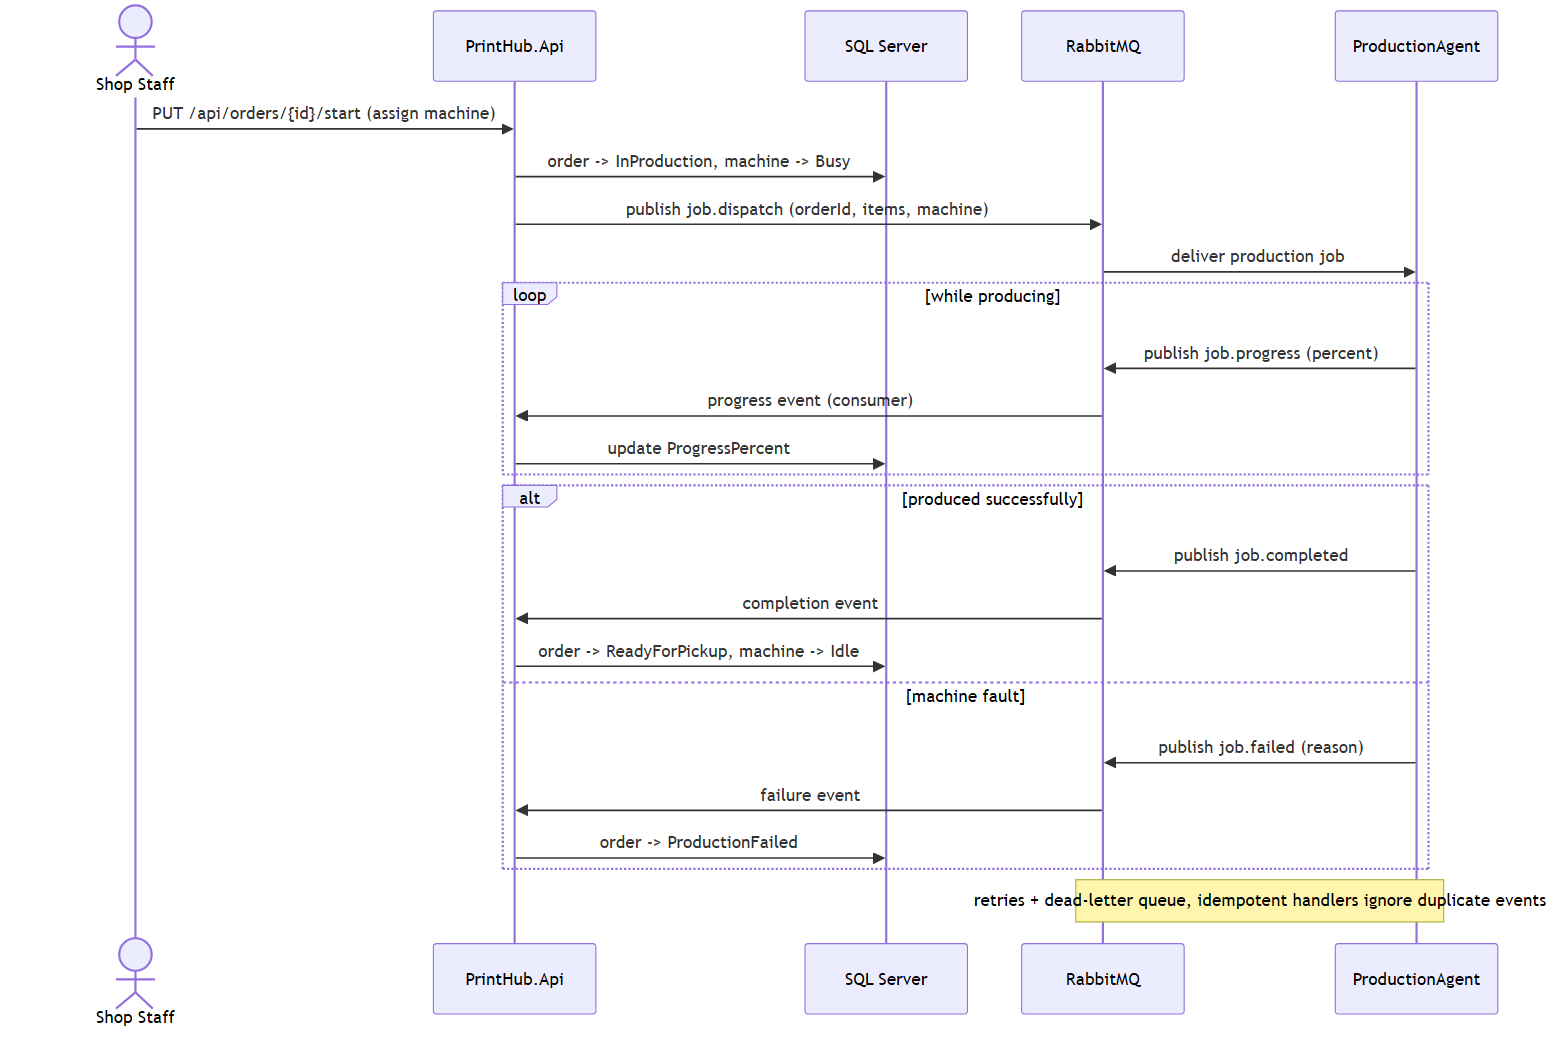 PrintHub.Api
SQL Server
RabbitMQ
ProductionAgent
Shop Staff
PUT /api/orders/{id}/start (assign machine)
order -> InProduction, machine -> Busy
publish job.dispatch (orderId, items, machine)
deliver production job
loop
[while producing]
publish job.progress (percent)
progress event (consumer)
update ProgressPercent
alt
[produced successfully]
publish job.completed
completion event
order -> ReadyForPickup, machine -> Idle
[machine fault]
publish job.failed (reason)
failure event
order -> ProductionFailed
retries + dead-letter queue, idempotent handlers ignore duplicate events
PrintHub.Api
SQL Server
RabbitMQ
ProductionAgent
Shop Staff